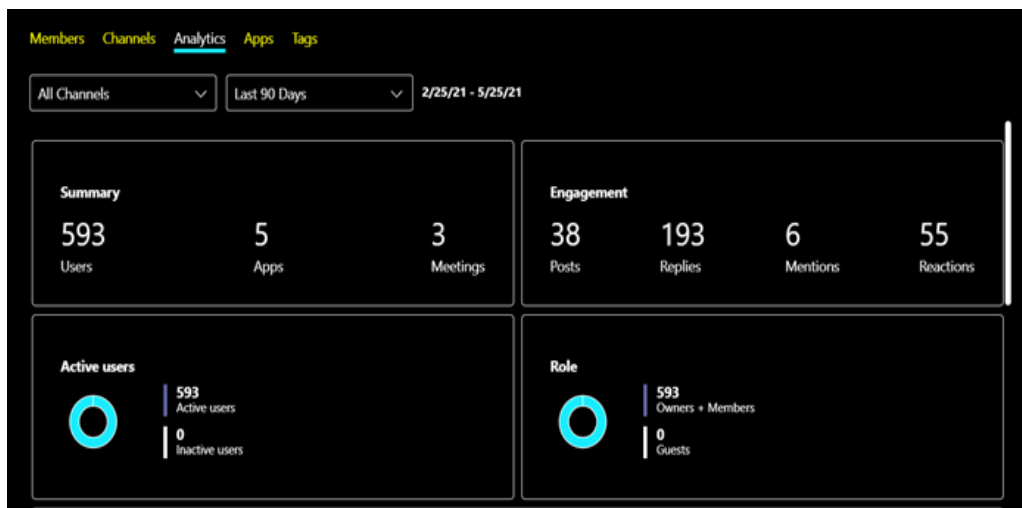 Members Channels Analytics Apps Tags
All Channels Last 90 Days 2/25/21 - 5/25/21
Summary
593 5 3
Users Apps Meetings
Engagement
38 193 6 55
Posts Replies Mentions Reactions
Active users
593
Active users
0
Inactive users
Role
593
Owners + Members
0
Guests